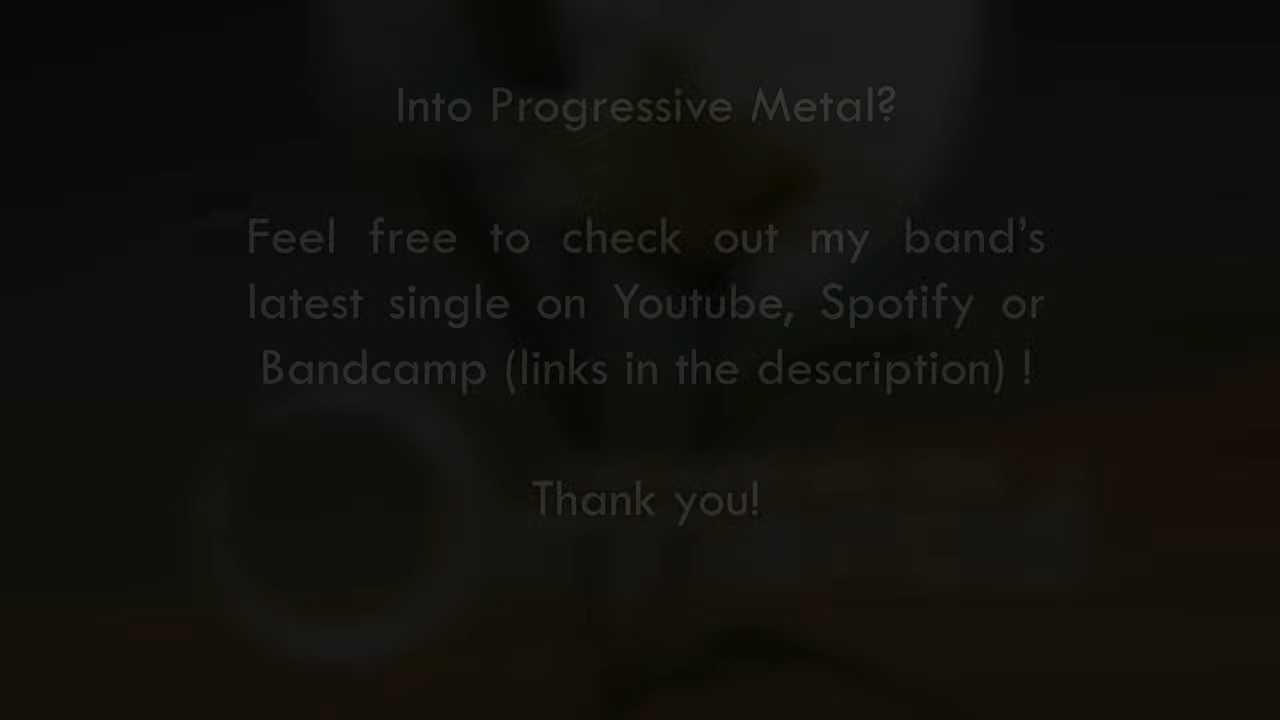 Into Progressive Metal?
Feel free to check out my band's
latest single on Youtube, Spotify or
Bandcamp (links in the description) !
Thank you!